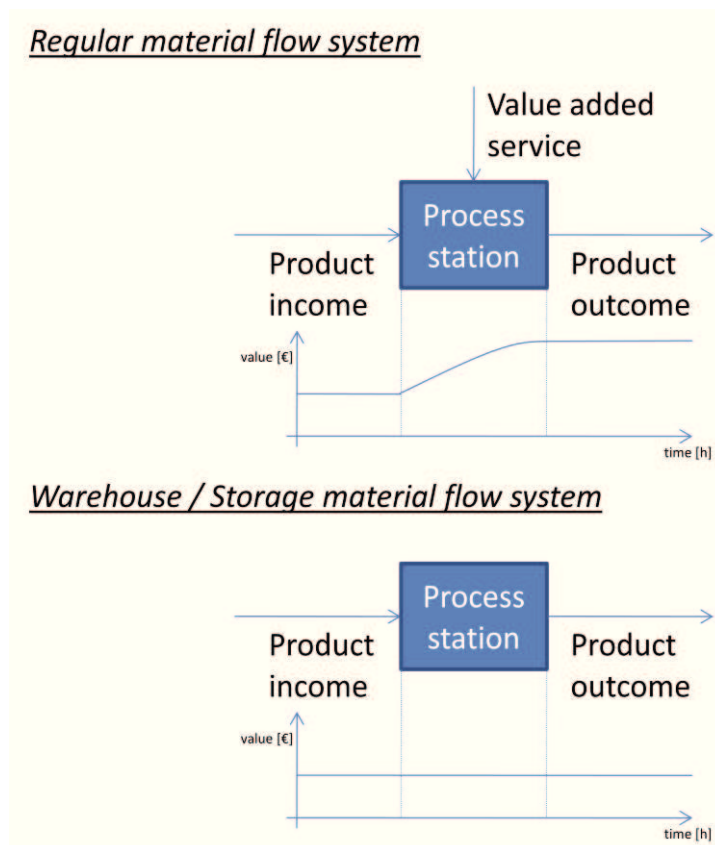 Regular material flow system
Value added
service
Process
station
Product
income
Product
outcome
value [€]
time [h]
Warehouse / Storage material flow system
Process
station
Product
income
Product
outcome
value [€]
time [h]